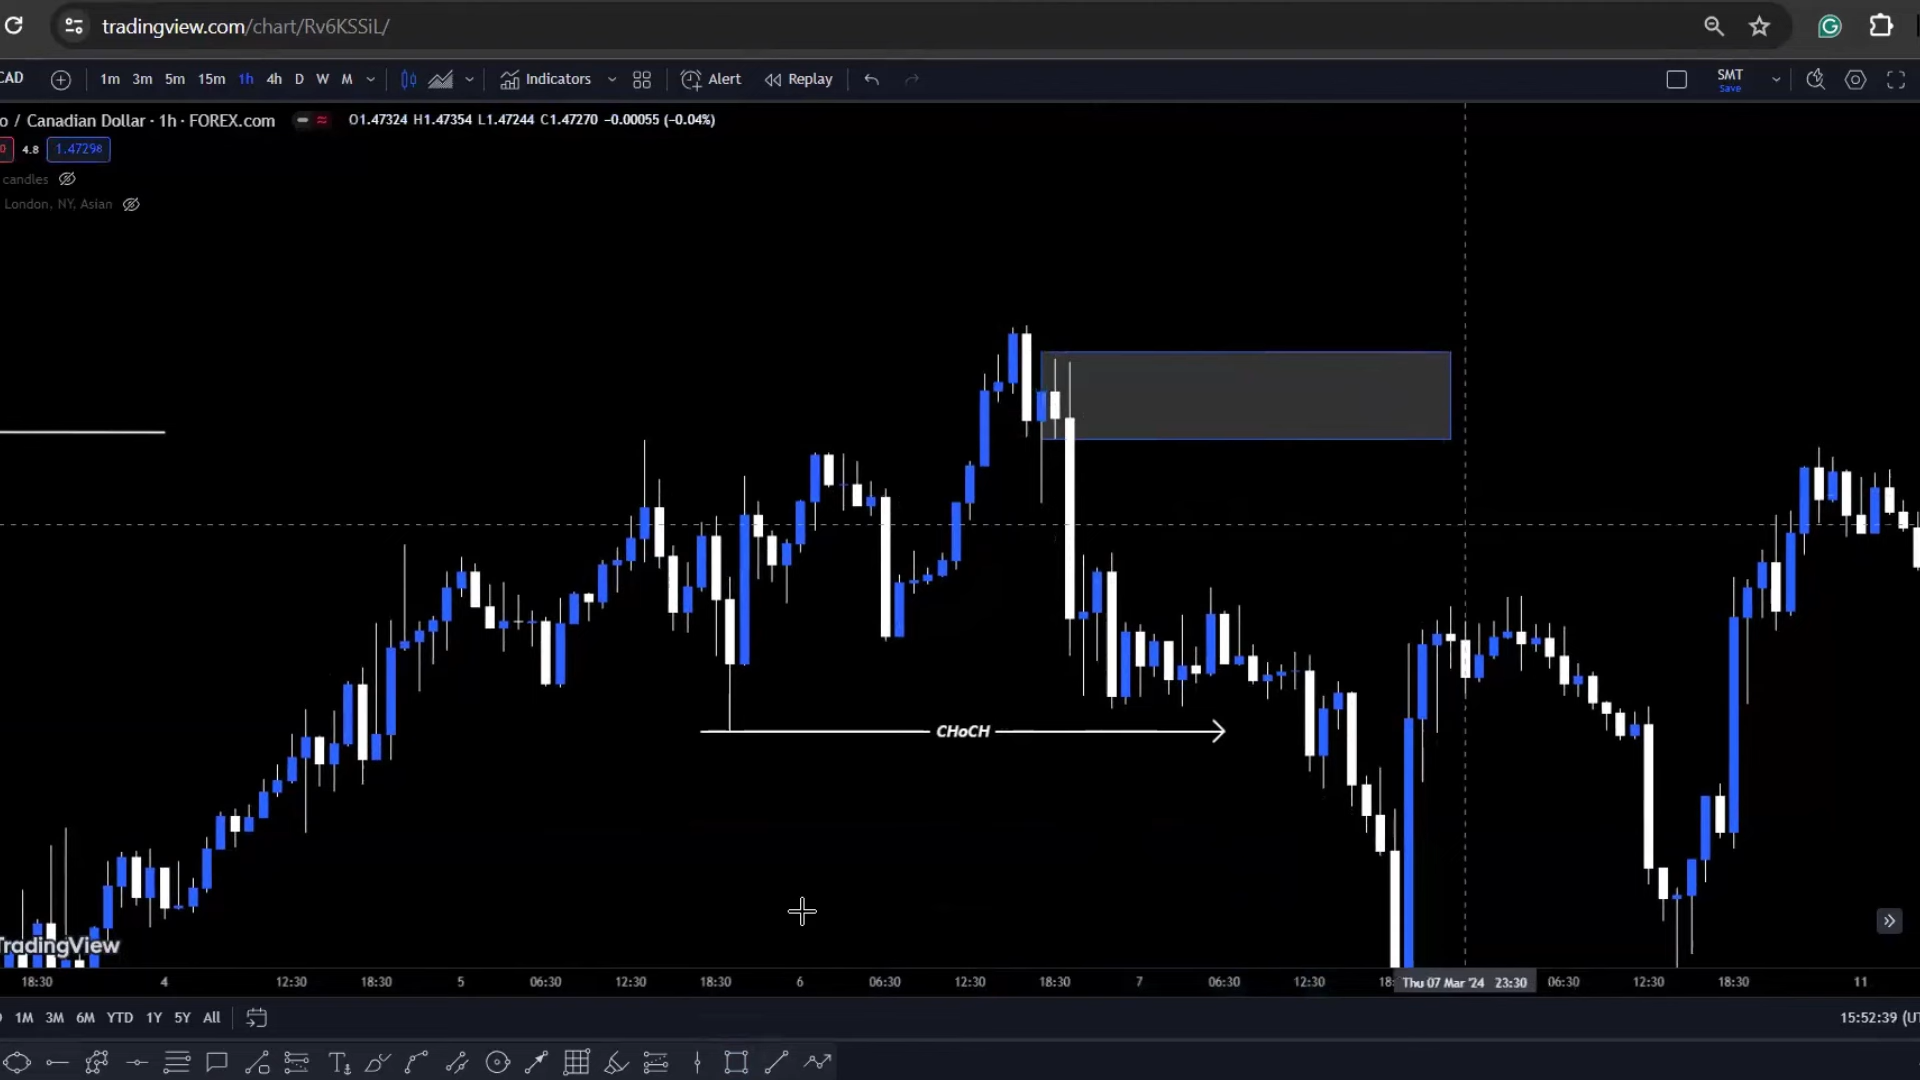 tradingview.com/chart/Rv6KSSiL/
CAD 1m 3m 5m 15m 1h 4h D W M Indicators Alert Replay SMT
Save
o / Canadian Dollar · 1h · FOREX.com O1.47324 H1.47354 L1.47244 C1.47270 −0.00055 (−0.04%)
0 4.8 1.47298
candles
London, NY, Asian
CHoCH
TradingView
18:30 4 12:30 18:30 5 06:30 12:30 18:30 6 06:30 12:30 18:30 7 06:30 12:30 18: Thu 07 Mar '24 23:30 06:30 12:30 18:30 11
1M 3M 6M YTD 1Y 5Y All 15:52:39 (UT